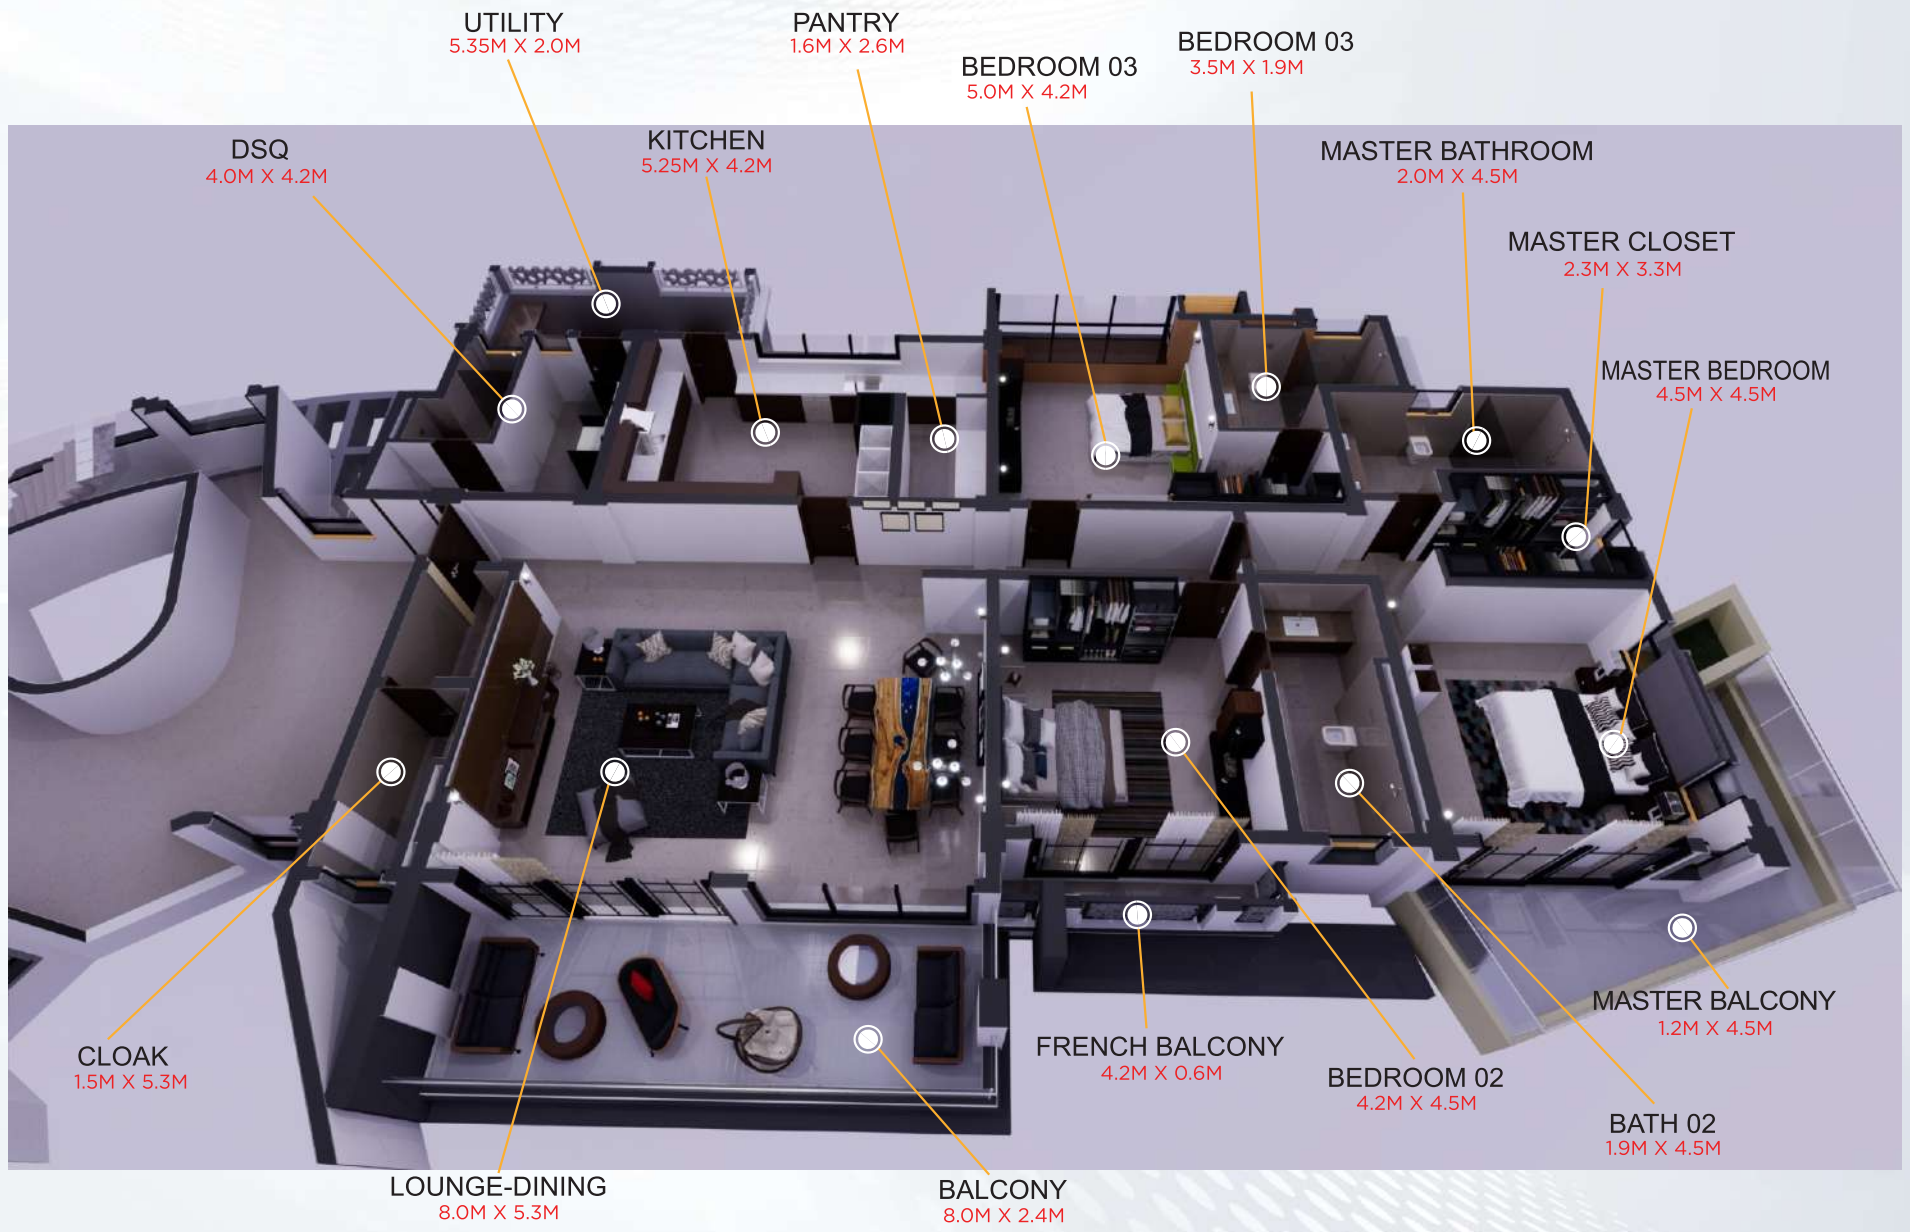 UTILITY
5.35M X 2.0M
PANTRY
1.6M X 2.6M
BEDROOM 03
5.0M X 4.2M
BEDROOM 03
3.5M X 1.9M
DSQ
4.0M X 4.2M
KITCHEN
5.25M X 4.2M
MASTER BATHROOM
2.0M X 4.5M
MASTER CLOSET
2.3M X 3.3M
MASTER BEDROOM
4.5M X 4.5M
MASTER BALCONY
1.2M X 4.5M
CLOAK
1.5M X 5.3M
FRENCH BALCONY
4.2M X 0.6M
BEDROOM 02
4.2M X 4.5M
BATH 02
1.9M X 4.5M
LOUNGE-DINING
8.0M X 5.3M
BALCONY
8.0M X 2.4M